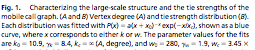 Fig. 1. Characterizing the large-scale structure and the tie strengths of
the mobile call graph. (A and B) Vertex degree (A) and tie strength distribution (B).
Each distribution was fitted with P(x) = a(x + x₀)⁻ˣ exp(−x/x꜀), shown as a blue
curve, where x corresponds to either k or w. The parameter values for the fits
are k₀ = 10.9, γₖ = 8.4, k꜀ = ∞ (A, degree), and w₀ = 280, γw = 1.9, w꜀ = 3.45 ×